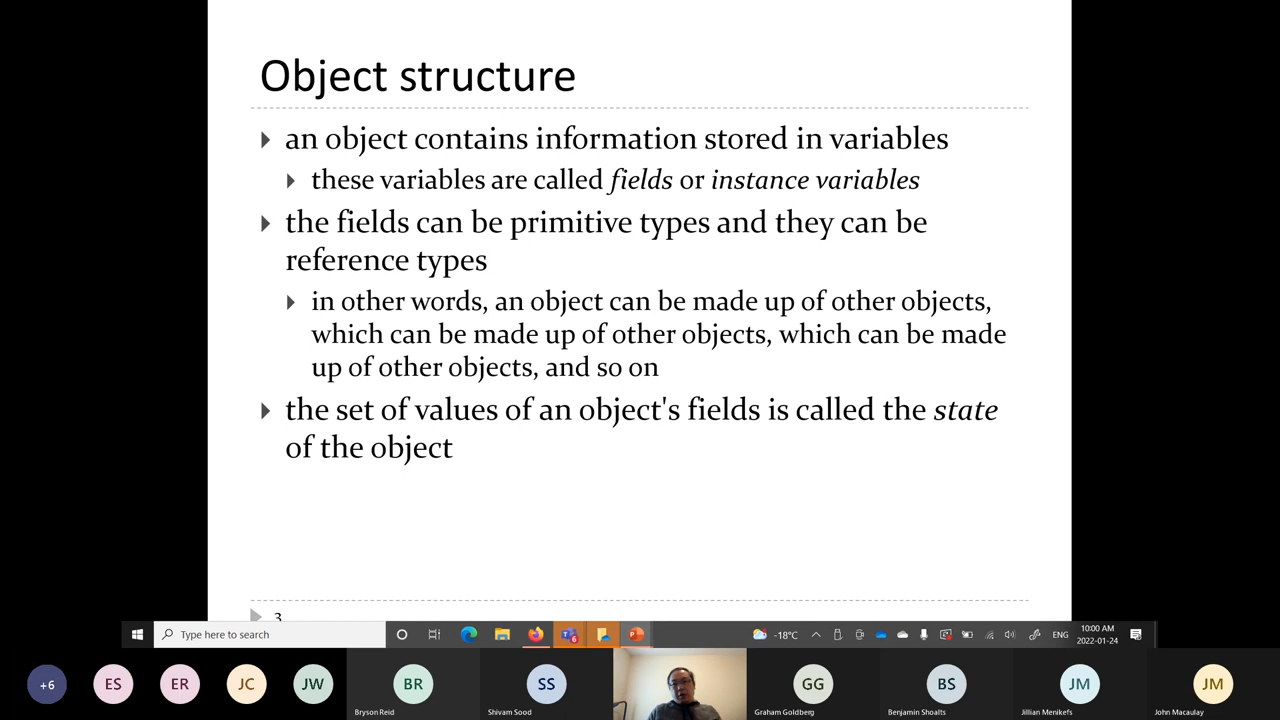 Object structure
an object contains information stored in variables
these variables are called fields or instance variables
the fields can be primitive types and they can be
reference types
in other words, an object can be made up of other objects,
which can be made up of other objects, which can be made
up of other objects, and so on
the set of values of an object's fields is called the state
of the object
3
Type here to search
-18°C
ENG
10:00 AM
2022-01-24
+6
ES
ER
JC
JW
BR
SS
GG
BS
JM
JM
Bryson Reid
Shivam Sood
Graham Goldberg
Benjamin Shoalts
Jillian Menikefs
John Macaulay